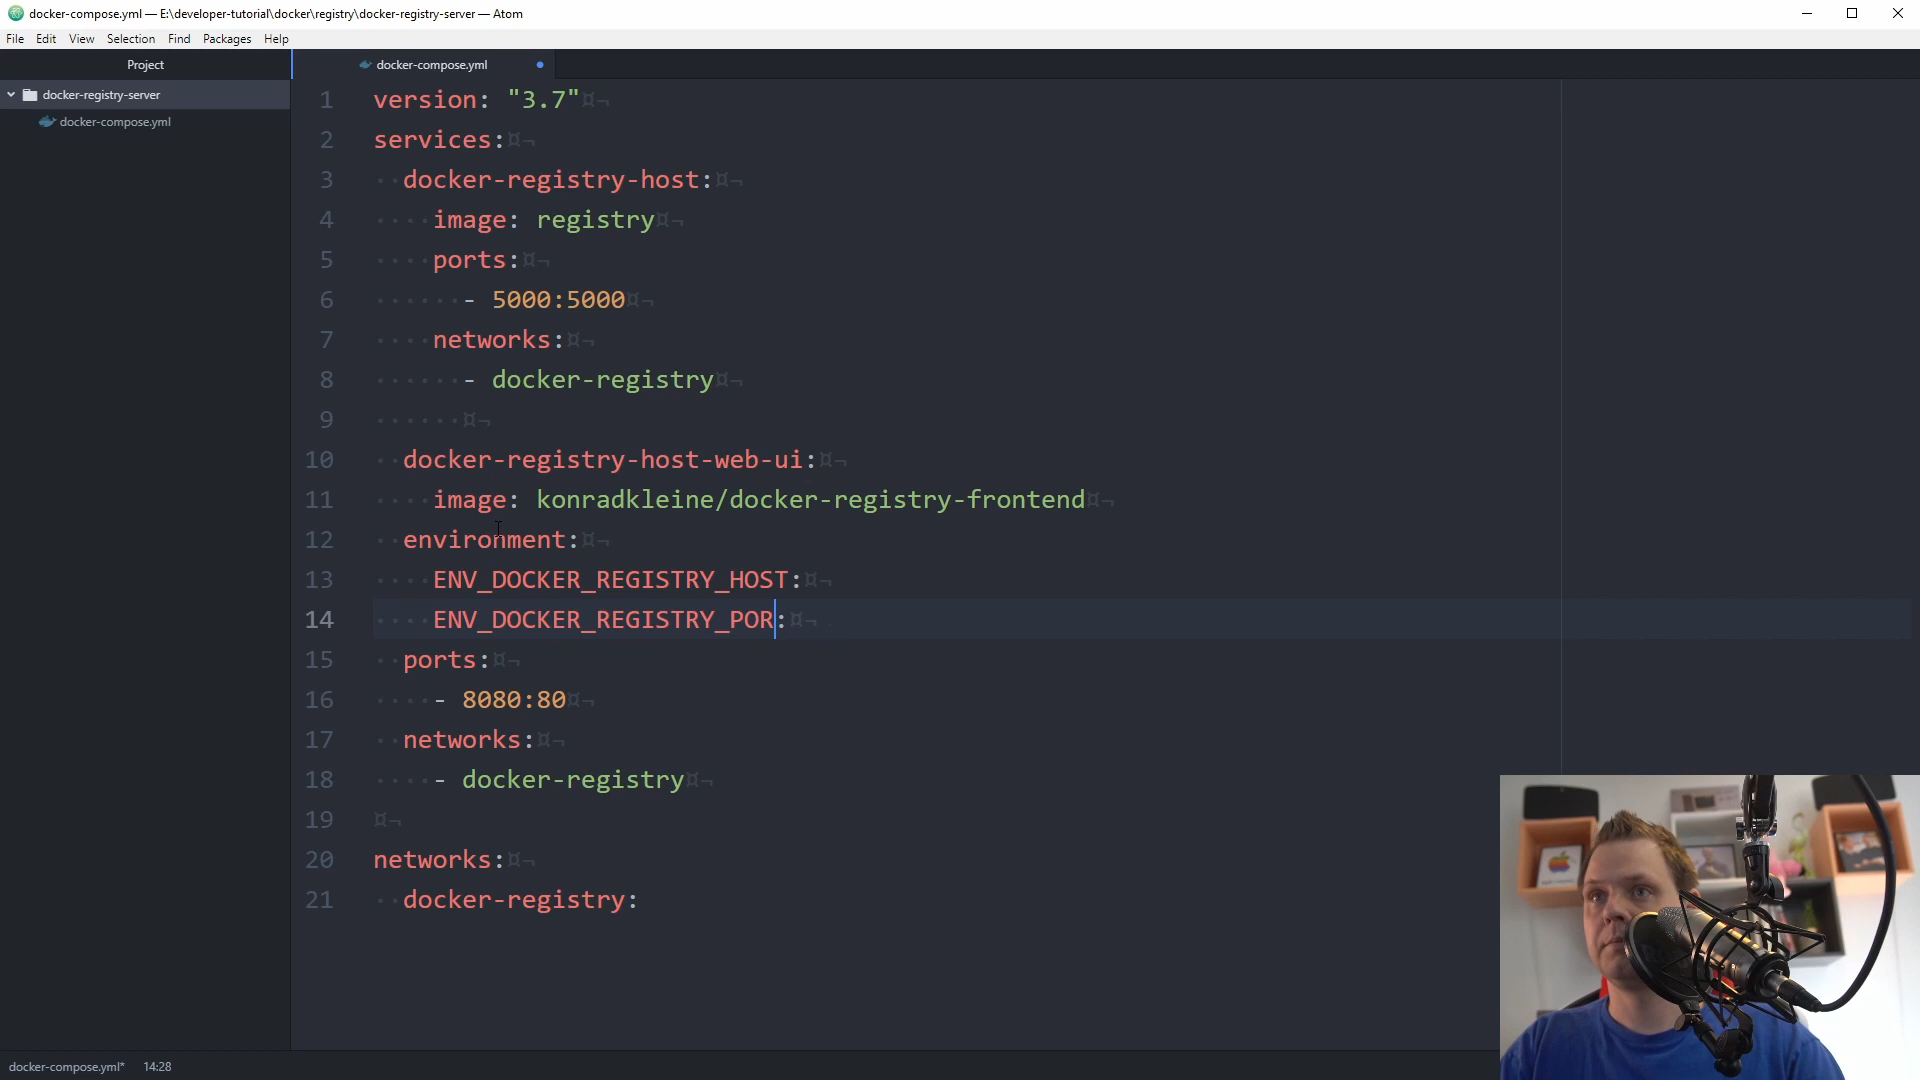 docker-compose.yml — E:\developer-tutorial\docker\registry\docker-registry-server — Atom
File Edit View Selection Find Packages Help
Project
docker-compose.yml
docker-registry-server
docker-compose.yml
1 version: "3.7"
2 services:
3   docker-registry-host:
4     image: registry
5     ports:
6       - 5000:5000
7     networks:
8       - docker-registry
9
10   docker-registry-host-web-ui:
11     image: konradkleine/docker-registry-frontend
12   environment:
13     ENV_DOCKER_REGISTRY_HOST:
14     ENV_DOCKER_REGISTRY_POR:
15   ports:
16     - 8080:80
17   networks:
18     - docker-registry
19
20 networks:
21   docker-registry:
docker-compose.yml* 14:28